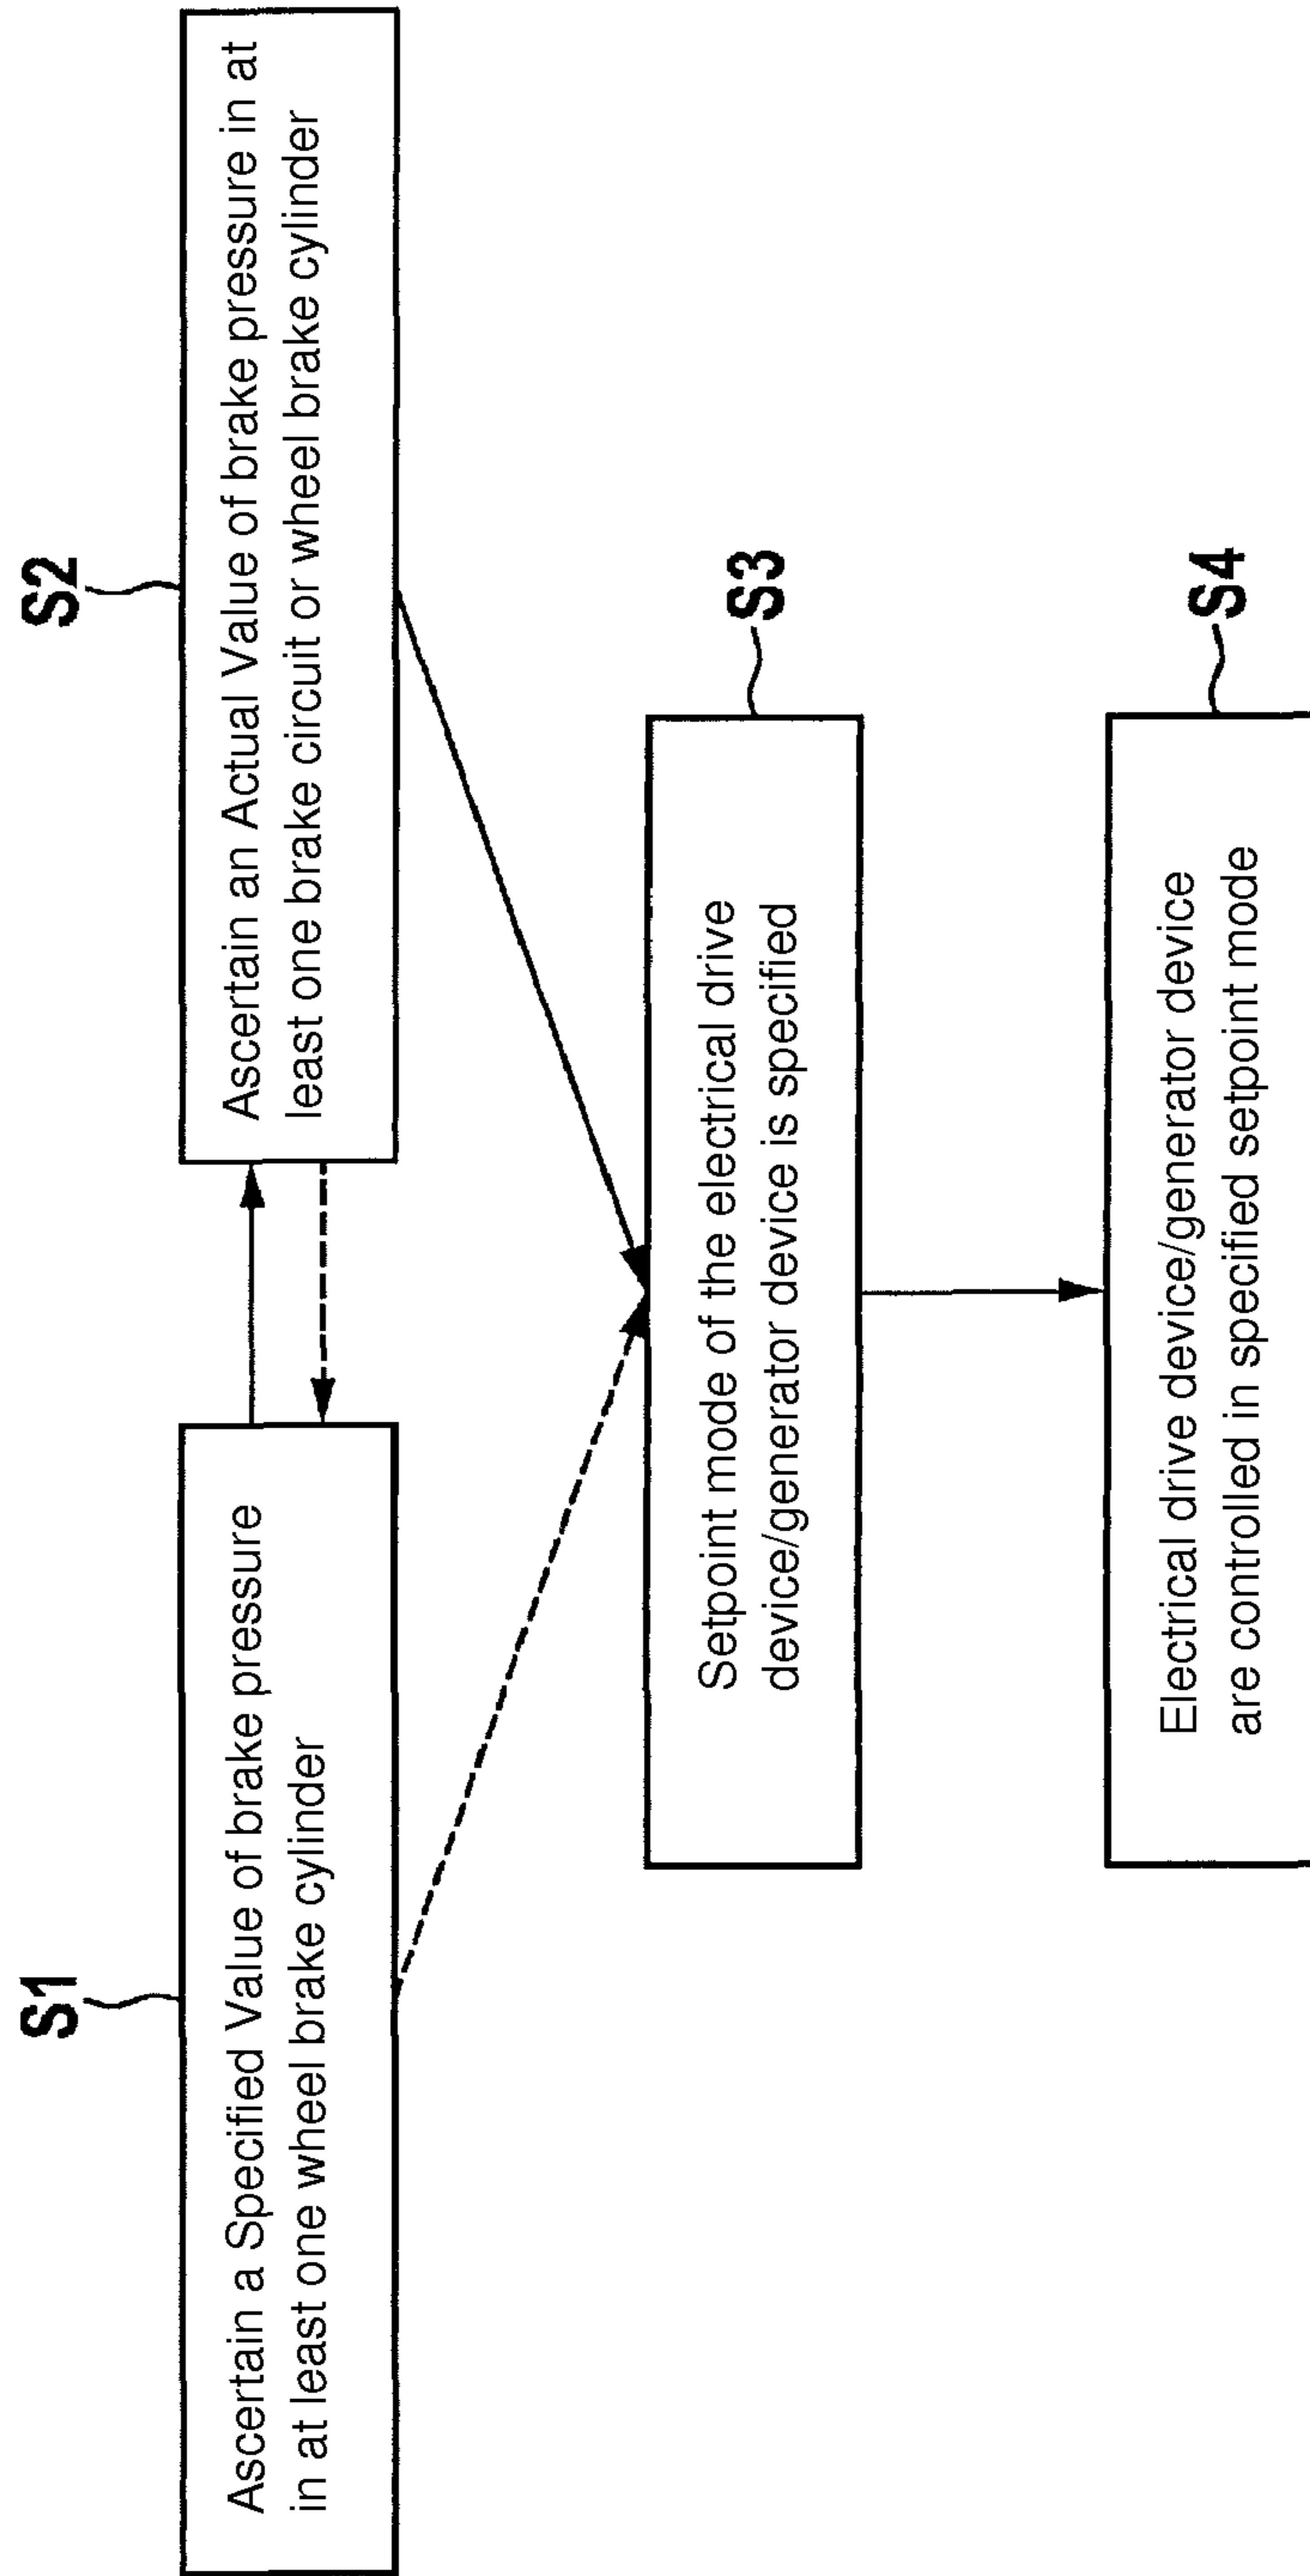 S1
Ascertain a Specified Value of brake pressure
in at least one wheel brake cylinder
S2
Ascertain an Actual Value of brake pressure in at
least one brake circuit or wheel brake cylinder
S3
Setpoint mode of the electrical drive
device/generator device is specified
S4
Electrical drive device/generator device
are controlled in specified setpoint mode